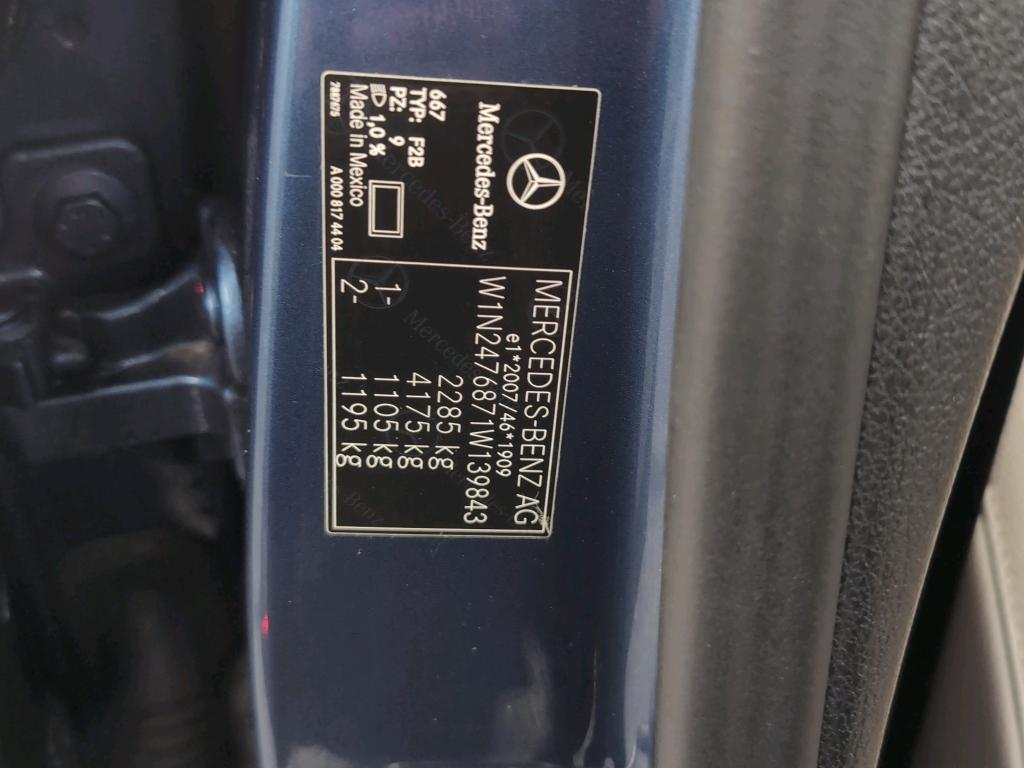 Mercedes-Benz
667
TYP: F2B
PZ: 9
1,0 %
Made in Mexico
A 000 817 44 04
MERCEDES-BENZ AG
e1*2007/46*1909
W1N2476871W139843
2285 kg
4175 kg
1- 1105 kg
2- 1195 kg